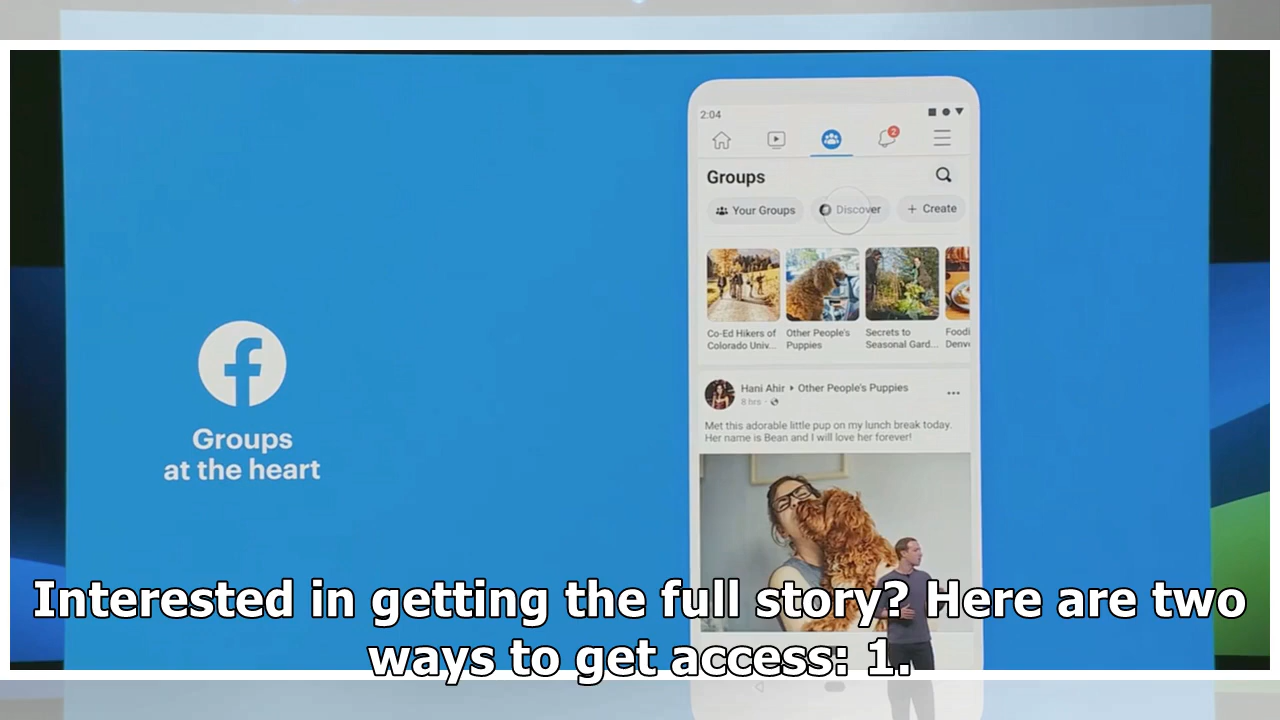 2:04
2
Groups
Your Groups
Discover
+ Create
Co-Ed Hikers of
Colorado Univ...
Other People's
Puppies
Secrets to
Seasonal Gard...
Foodi
Denv
Hani Ahir ▸ Other People's Puppies
8 hrs ·
Met this adorable little pup on my lunch break today.
Her name is Bean and I will love her forever!
Groups
at the heart
Interested in getting the full story? Here are two
ways to get access: 1.